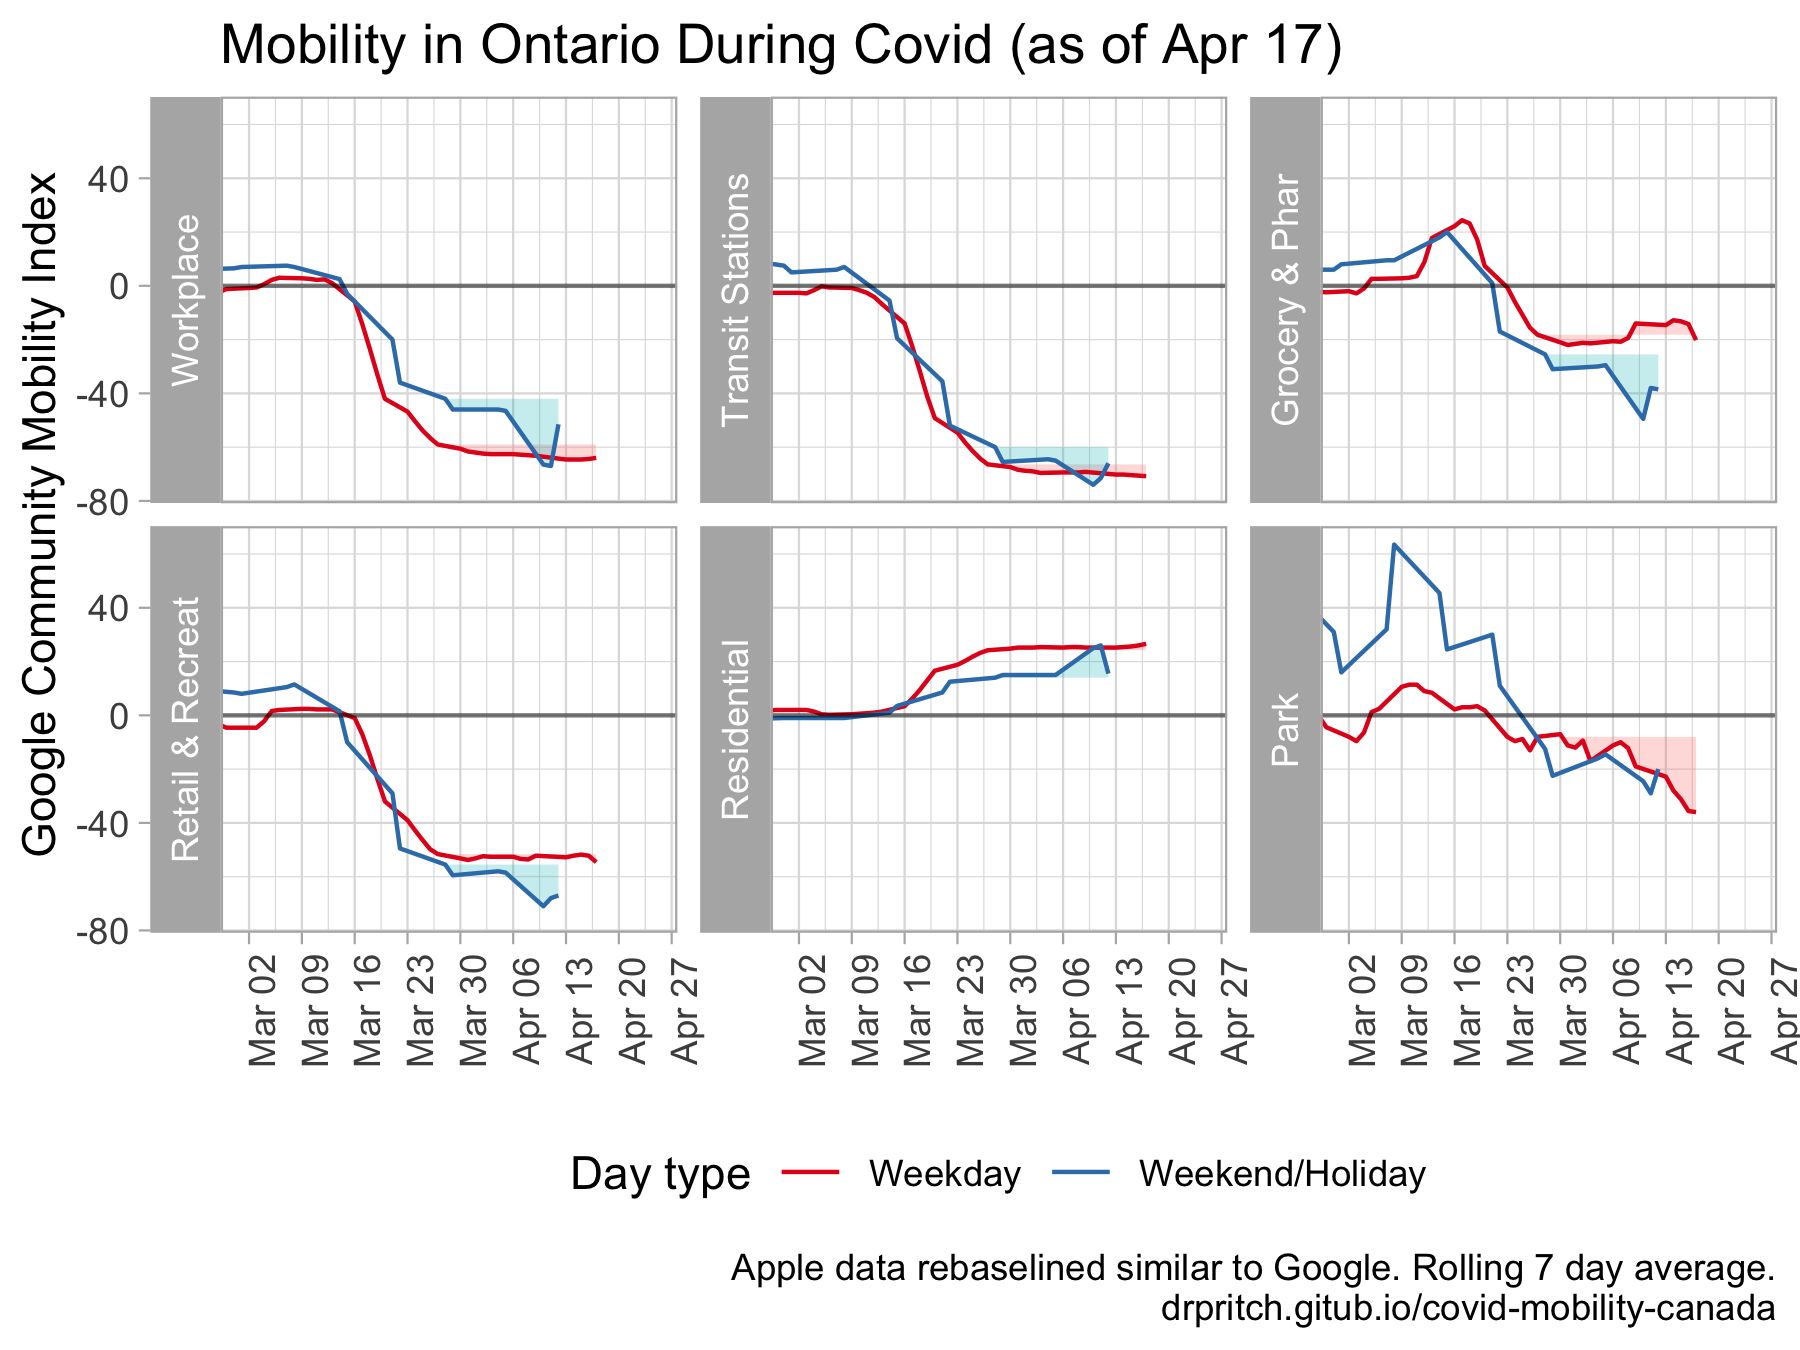 Mobility in Ontario During Covid (as of Apr 17)
Google Community Mobility Index
Workplace
Transit Stations
Grocery & Phar
40
0
-40
-80
Retail & Recreat
Residential
Park
40
0
-40
-80
Mar 02
Mar 09
Mar 16
Mar 23
Mar 30
Apr 06
Apr 13
Apr 20
Apr 27
Mar 02
Mar 09
Mar 16
Mar 23
Mar 30
Apr 06
Apr 13
Apr 20
Apr 27
Mar 02
Mar 09
Mar 16
Mar 23
Mar 30
Apr 06
Apr 13
Apr 20
Apr 27
Day type Weekday Weekend/Holiday
Apple data rebaselined similar to Google. Rolling 7 day average.
drpritch.gitub.io/covid-mobility-canada